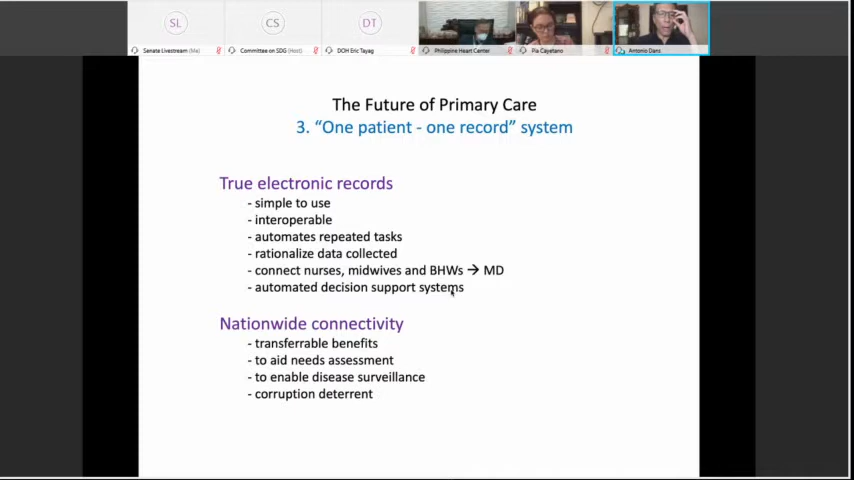 SL
CS
DT
Senate Livestream (Me)
Committee on SDG (Host)
DOH Eric Tayag
Philippine Heart Center
Pia Cayetano
Antonio Dans
The Future of Primary Care
3. “One patient - one record” system
True electronic records
- simple to use
- interoperable
- automates repeated tasks
- rationalize data collected
- connect nurses, midwives and BHWs → MD
- automated decision support systems
Nationwide connectivity
- transferrable benefits
- to aid needs assessment
- to enable disease surveillance
- corruption deterrent